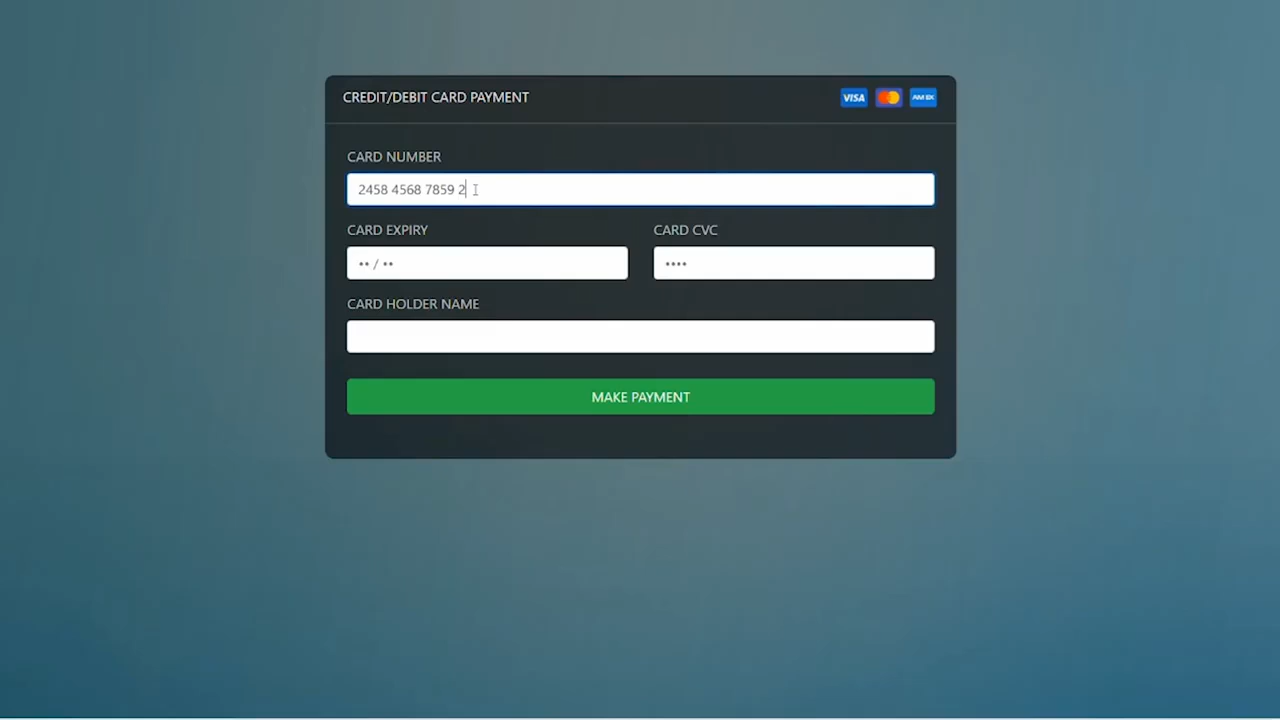 CREDIT/DEBIT CARD PAYMENT VISA AMEX
CARD NUMBER
2458 4568 7859 2
CARD EXPIRY CARD CVC
•• / •• ••••
CARD HOLDER NAME
MAKE PAYMENT